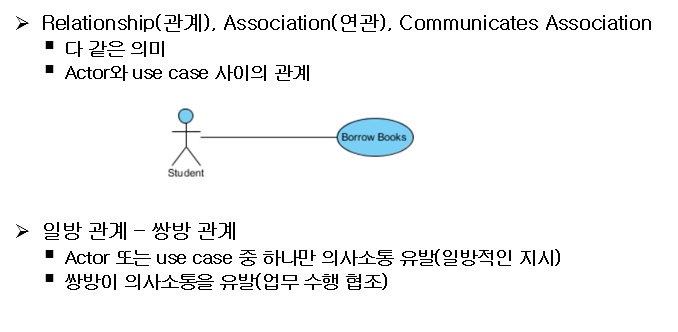 ➢ Relationship(관계), Association(연관), Communicates Association
▪ 다 같은 의미
▪ Actor와 use case 사이의 관계
Borrow Books
Student
➢ 일방 관계 – 쌍방 관계
▪ Actor 또는 use case 중 하나만 의사소통 유발(일방적인 지시)
▪ 쌍방이 의사소통을 유발(업무 수행 협조)